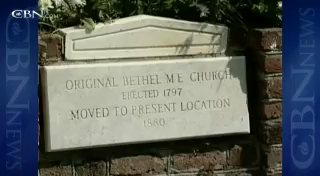 CBN
ORIGINAL BETHEL M E CHURCH
ERECTED 1797
MOVED TO PRESENT LOCATION
1880
CBN NEWS
CBN NEWS